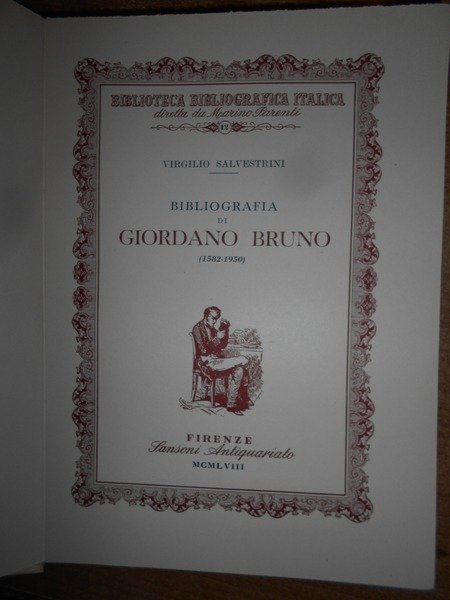 BIBLIOTECA BIBLIOGRAFICA ITALICA
diretta da Marino Parenti
12
VIRGILIO SALVESTRINI
BIBLIOGRAFIA
DI
GIORDANO BRUNO
(1582-1950)
FIRENZE
Sansoni Antiquariato
MCMLVIII